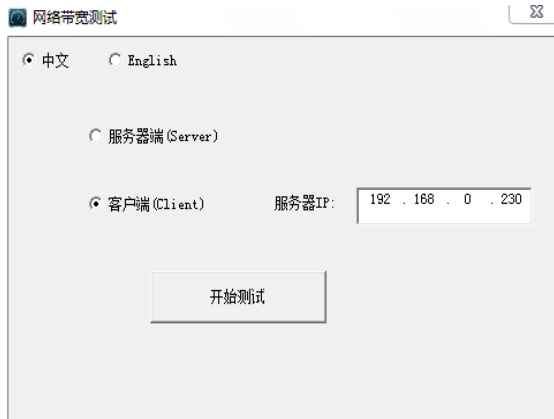 网络带宽测试
中文 English
服务器端(Server)
客户端(Client) 服务器IP: 192 . 168 . 0 . 230
开始测试